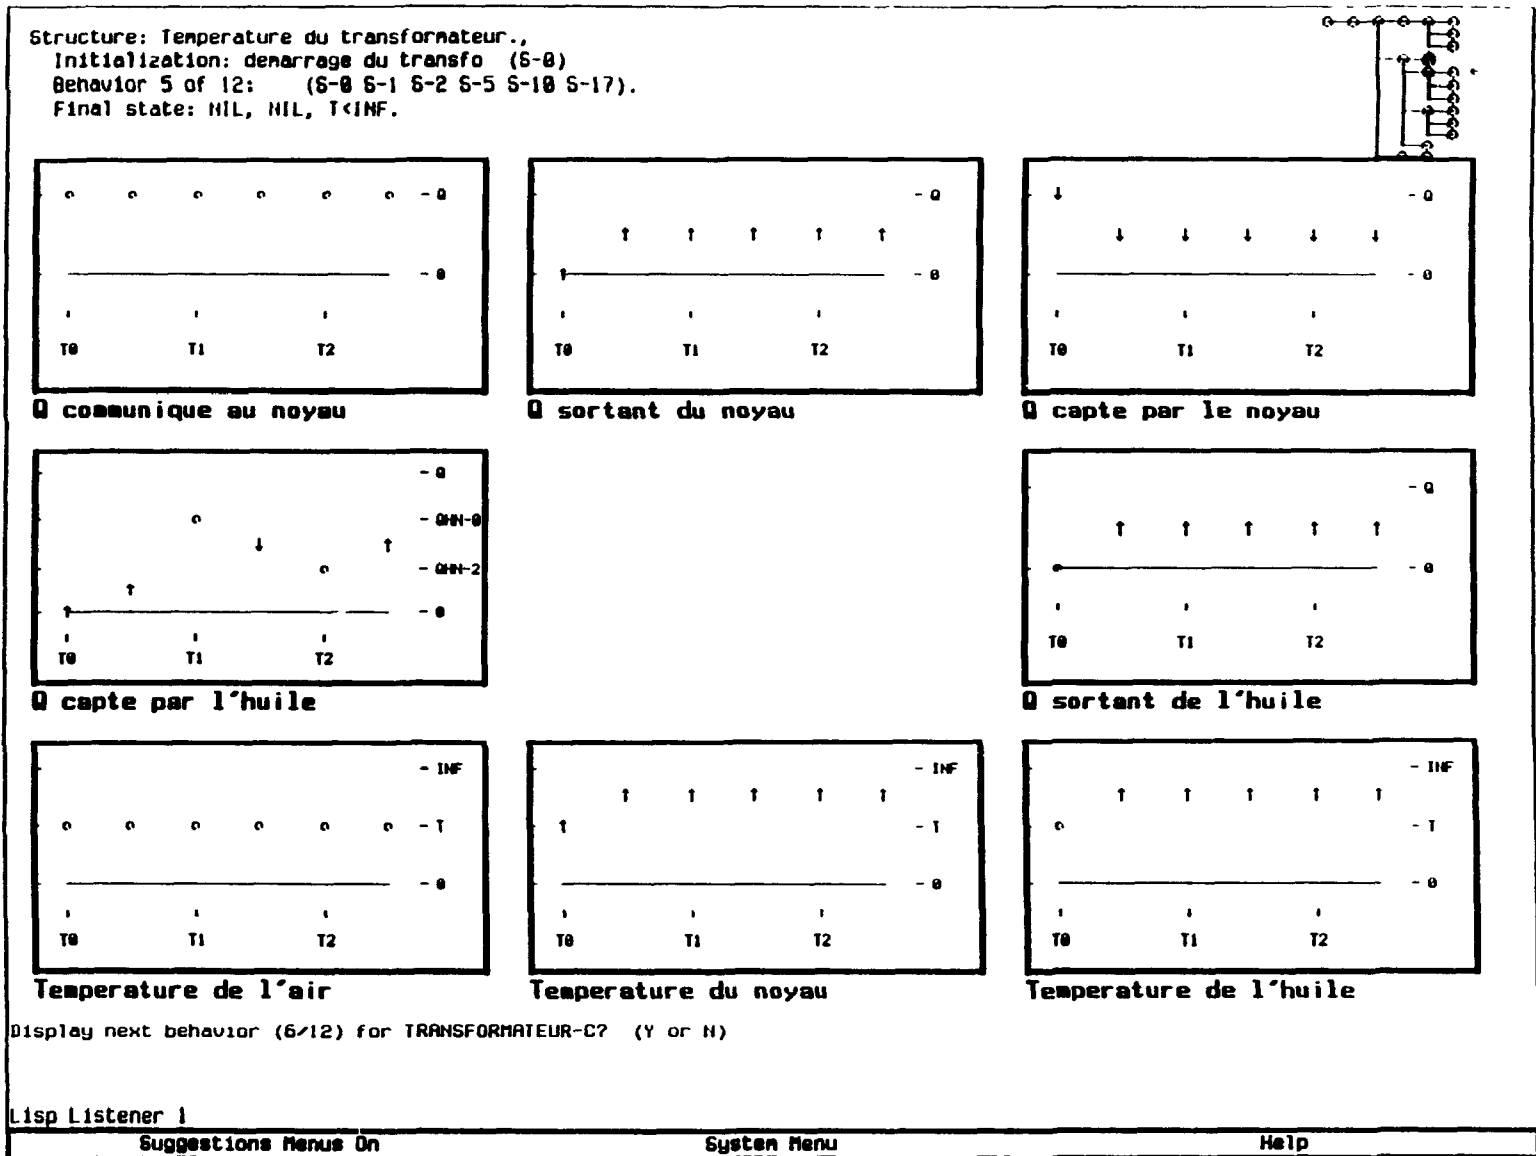 Structure: Temperature du transformateur.,
Initialization: demarrage du transfo (S-0)
Behavior 5 of 12: (S-0 S-1 S-2 S-5 S-10 S-17).
Final state: NIL, NIL, T<INF.
- Q
- 0
T0 T1 T2
Q communique au noyau
- Q
- 0
T0 T1 T2
Q sortant du noyau
- Q
- 0
T0 T1 T2
Q capte par le noyau
- Q
- QHN-0
- QHN-2
- 0
T0 T1 T2
Q capte par l'huile
- Q
- 0
T0 T1 T2
Q sortant de l'huile
- INF
- T
- 0
T0 T1 T2
Temperature de l'air
- INF
- T
- 0
T0 T1 T2
Temperature du noyau
- INF
- T
- 0
T0 T1 T2
Temperature de l'huile
Display next behavior (6/12) for TRANSFORMATEUR-C? (Y or N)
Lisp Listener 1
Suggestions Menus On System Menu Help